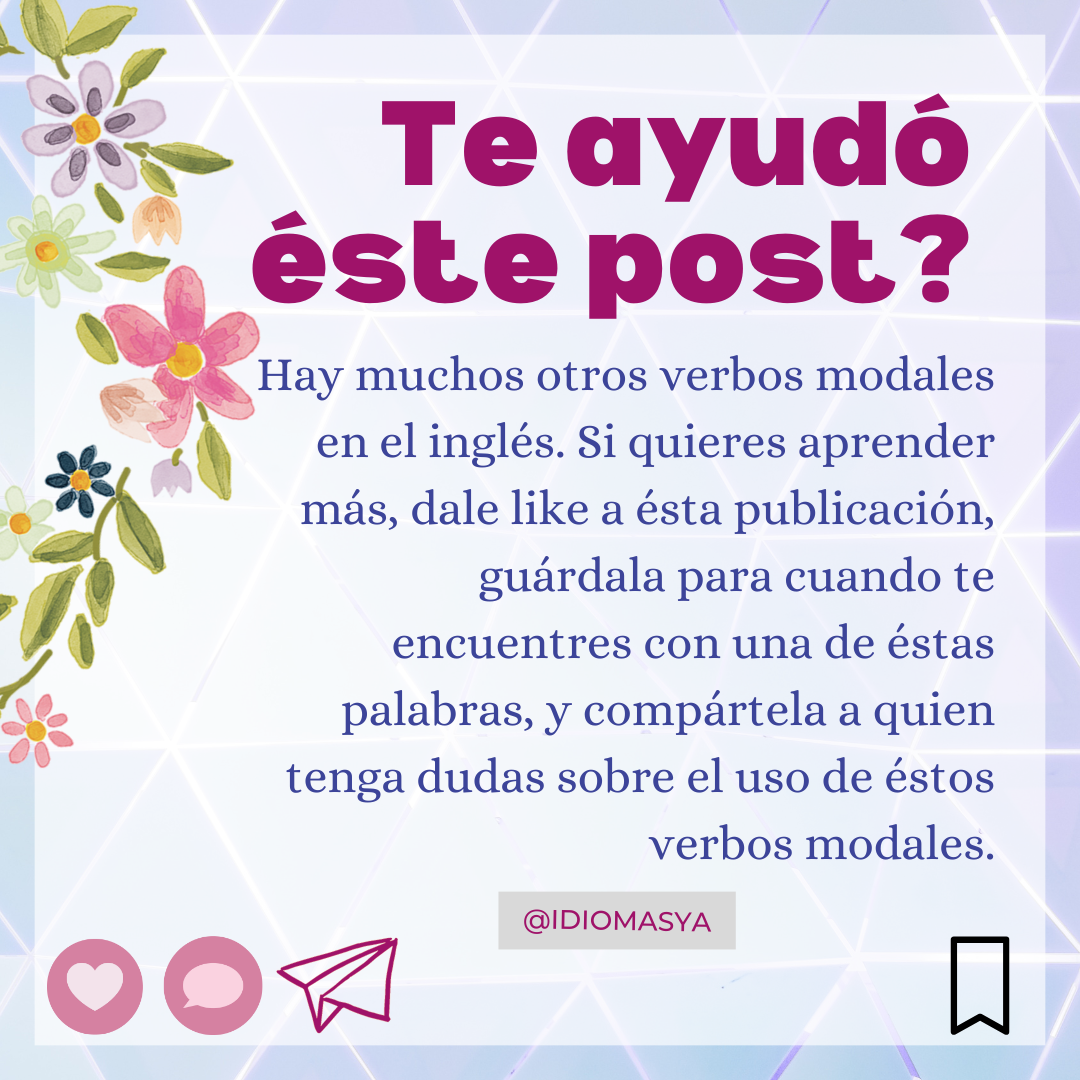 Te ayudó
éste post?
Hay muchos otros verbos modales
en el inglés. Si quieres aprender
más, dale like a ésta publicación,
guárdala para cuando te
encuentres con una de éstas
palabras, y compártela a quien
tenga dudas sobre el uso de éstos
verbos modales.
@IDIOMASYA